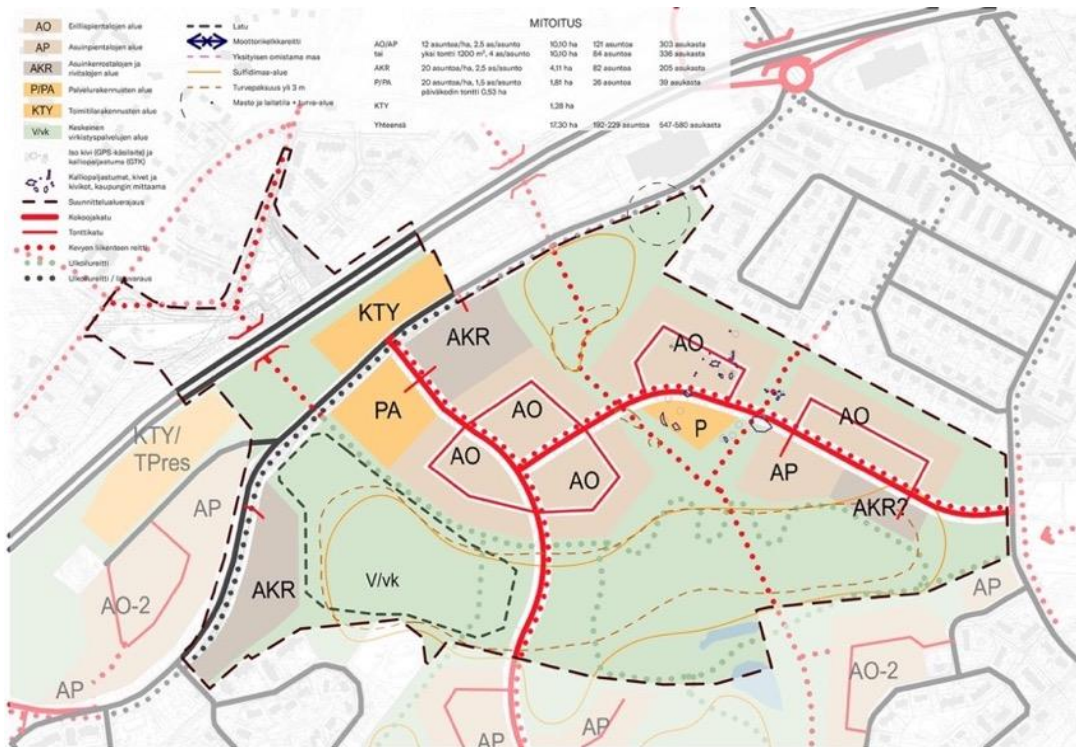 AO Erillispientalojen alue
AP Asuinpientalojen alue
AKR Asuinkerrostalojen ja
rivitalojen alue
P/PA Palvelurakennusten alue
KTY Toimitilarakennusten alue
V/vk Keskeinen
virkistyspalvelujen alue
Iso kivi (GPS-käsilaite) ja
kalliopaljastuma (GTK)
Kalliopaljastumat, kivet ja
kivikot, kaupungin mittaama
Suunnittelualuerajaus
Kokoojakatu
Tonttikatu
Kevyen liikenteen reitti
Ulkoilureitti
Ulkoilureitti /
Latu
Moottorikelkkareitti
Yksityisen omistama maa
Sulfidimaa-alue
Turvepaksuus yli 3 m
Masto ja laitetila + turva-alue
MITOITUS
AO/AP 12 asuntoa/ha, 2,5 as/asunto 10,10 ha 121 asuntoa 303 asukasta
tai yksi tontti 1200 m², 4 as/asunto 10,10 ha 84 asuntoa 336 asukasta
AKR 20 asuntoa/ha, 2,5 as/asunto 4,11 ha 82 asuntoa 205 asukasta
P/PA 20 asuntoa/ha, 1,5 as/asunto 1,81 ha 26 asuntoa 39 asukasta
päiväkodin tontti 0,53 ha
KTY 1,28 ha
Yhteensä 17,30 ha 192-229 asuntoa 547-580 asukasta
KTY
AKR
AO
PA
AO
P
AO
KTY/
TPres
AO
AO
AP
AP
AKR?
V/vk
AKR
AO-2
AP
AO-2
AP
AP
AP